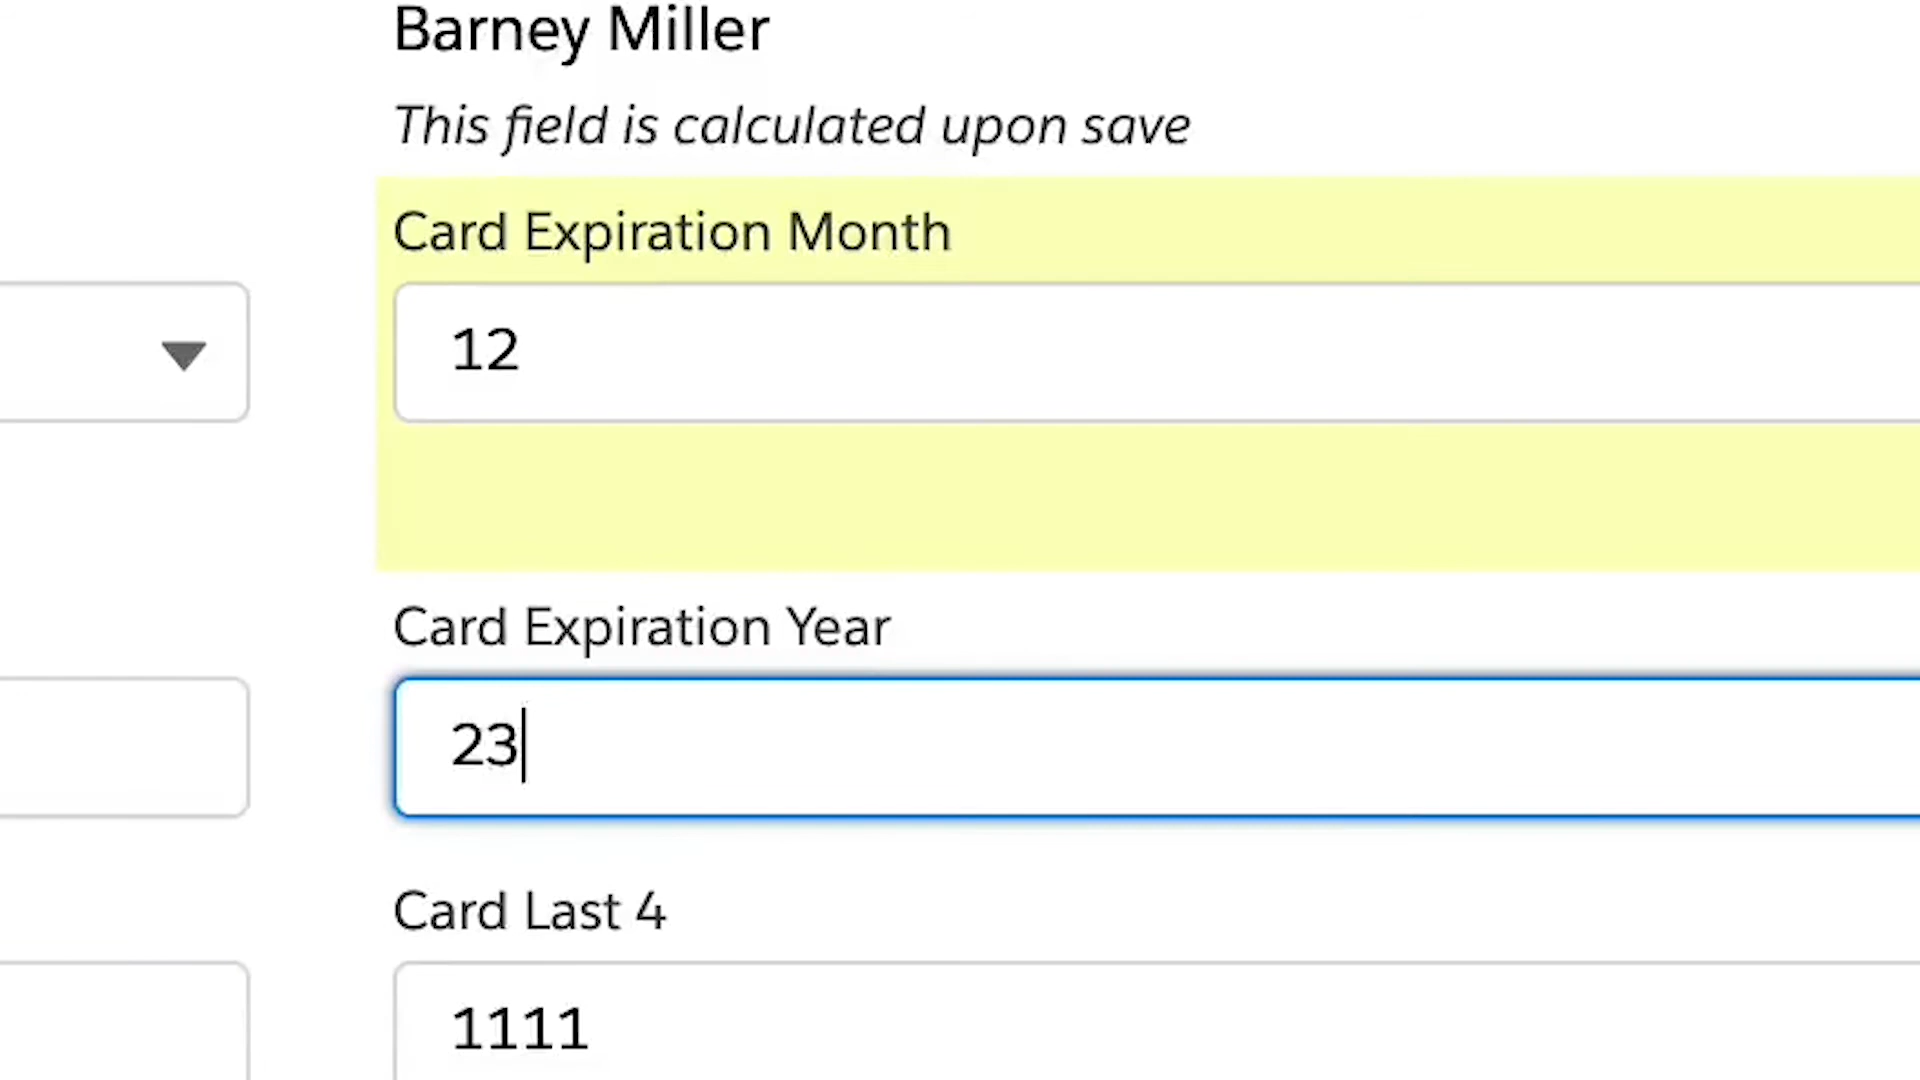 Barney Miller
This field is calculated upon save
Card Expiration Month
12
Card Expiration Year
23
Card Last 4
1111